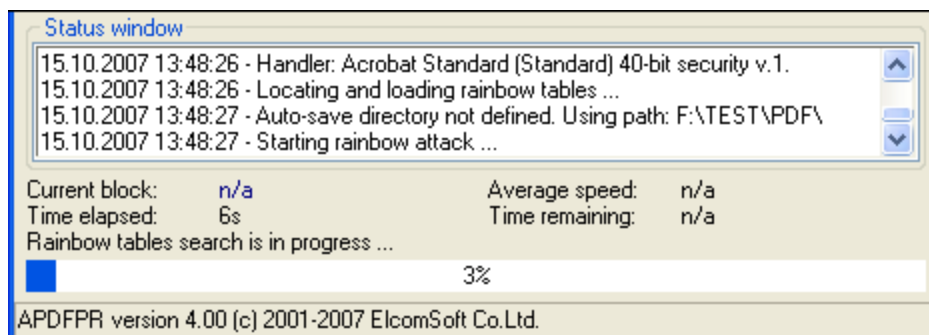 Status window
15.10.2007 13:48:26 - Handler: Acrobat Standard (Standard) 40-bit security v.1.
15.10.2007 13:48:26 - Locating and loading rainbow tables ...
15.10.2007 13:48:27 - Auto-save directory not defined. Using path: F:\TEST\PDF\
15.10.2007 13:48:27 - Starting rainbow attack ...
Current block: n/a Average speed: n/a
Time elapsed: 6s Time remaining: n/a
Rainbow tables search is in progress ...
3%
APDFPR version 4.00 (c) 2001-2007 ElcomSoft Co.Ltd.